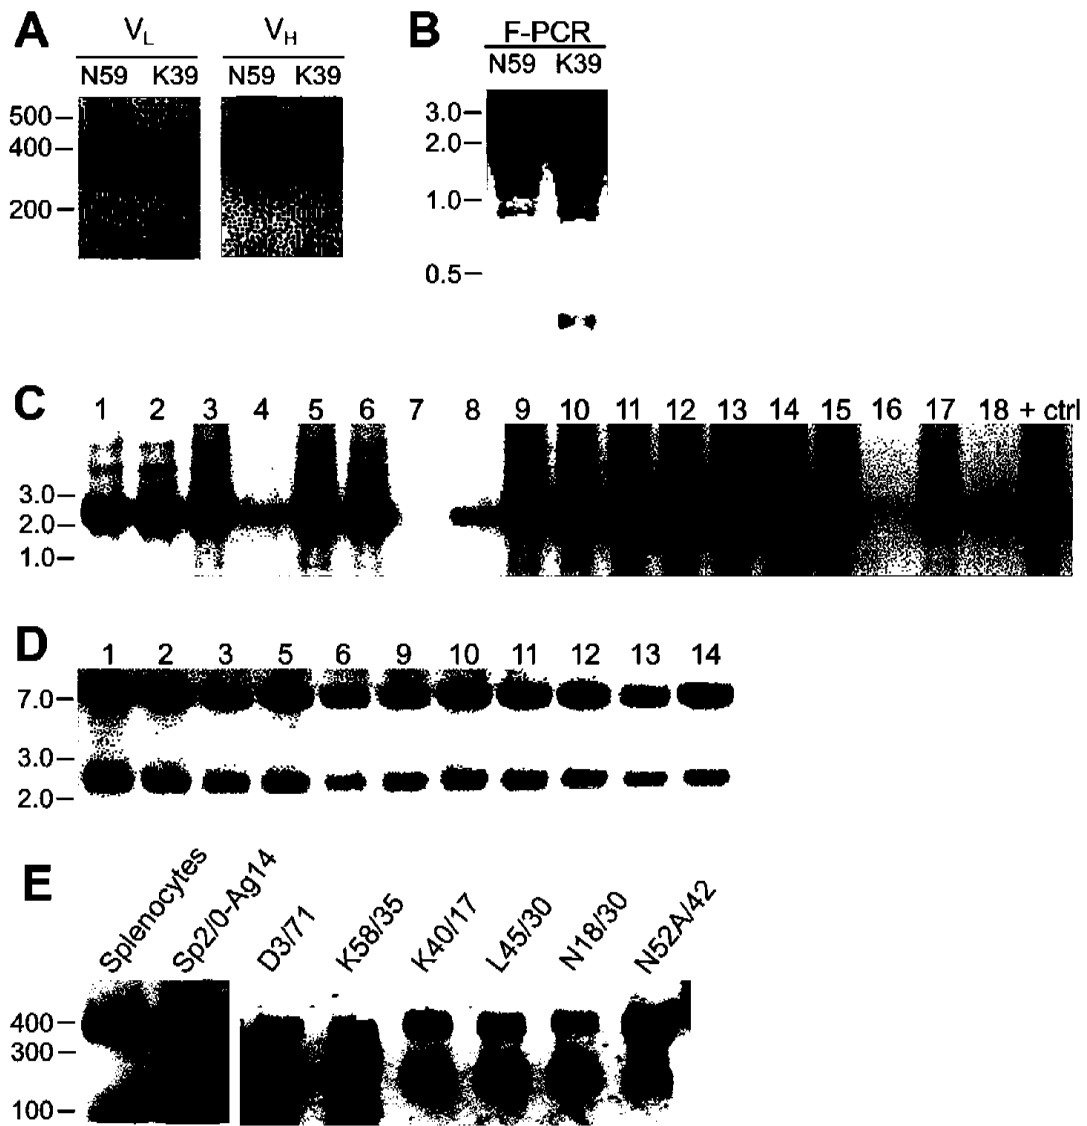 A
V_L V_H
N59 K39 N59 K39
500
400
200
B
F-PCR
N59 K39
3.0
2.0
1.0
0.5
C
1 2 3 4 5 6 7 8 9 10 11 12 13 14 15 16 17 18 + ctrl
3.0
2.0
1.0
D
1 2 3 5 6 9 10 11 12 13 14
7.0
3.0
2.0
E
Splenocytes
Sp2/0-Ag14
D3/71
K58/35
K40/17
L45/30
N18/30
N52A/42
400
300
100